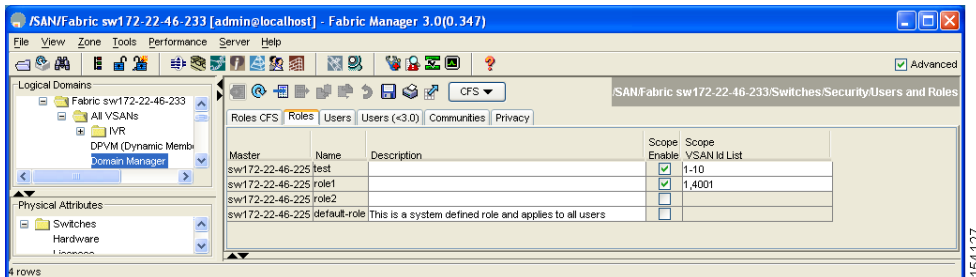 /SAN/Fabric sw172-22-46-233 [admin@localhost] - Fabric Manager 3.0(0.347)
File View Zone Tools Performance Server Help
Advanced
Logical Domains
Fabric sw172-22-46-233
All VSANs
IVR
DPVM (Dynamic Memb
Domain Manager
Physical Attributes
Switches
Hardware
CFS
/SAN/Fabric sw172-22-46-233/Switches/Security/Users and Roles
Roles CFS Roles Users Users (<3.0) Communities Privacy
Scope Scope
Master Name Description Enable VSAN Id List
sw172-22-46-225 test 1-10
sw172-22-46-225 role1 1,4001
sw172-22-46-225 role2
sw172-22-46-225 default-role This is a system defined role and applies to all users
4 rows